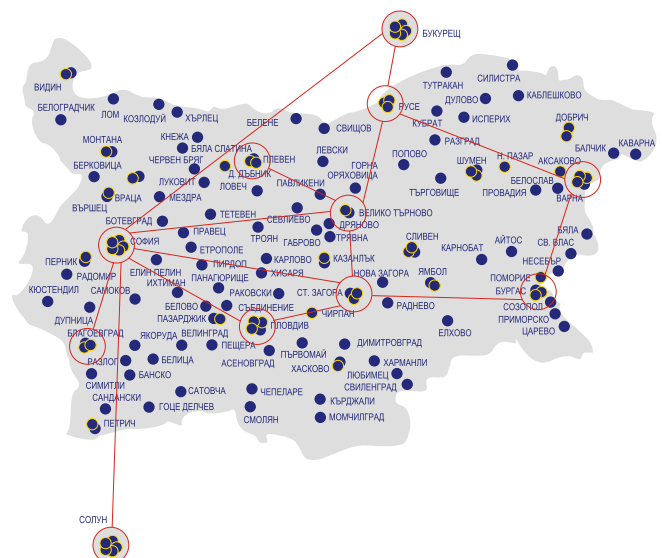 БУКУРЕЩ
ВИДИН
СИЛИСТРА
ТУТРАКАН
БЕЛОГРАДЧИК
ЛОМ
КОЗЛОДУЙ
ХЪРЛЕЦ
РУСЕ
ДУЛОВО
КАБЛЕШКОВО
БЕЛЕНЕ
СВИЩОВ
КУБРАТ
ИСПЕРИХ
ДОБРИЧ
МОНТАНА
КНЕЖА
БЯЛА СЛАТИНА
РАЗГРАД
БАЛЧИК
КАВАРНА
БЕРКОВИЦА
ЧЕРВЕН БРЯГ
ПЛЕВЕН
ЛЕВСКИ
ГОРНА
ОРЯХОВИЦА
ПОПОВО
ШУМЕН
Н. ПАЗАР
АКСАКОВО
Д. ДЪБНИК
ЛУКОВИТ
ЛОВЕЧ
ПАВЛИКЕНИ
ТЪРГОВИЩЕ
ПРОВАДИЯ
БЕЛОСЛАВ
ВАРНА
ВРАЦА
МЕЗДРА
ВЪРШЕЦ
БОТЕВГРАД
ТЕТЕВЕН
СЕВЛИЕВО
ВЕЛИКО ТЪРНОВО
ДРЯНОВО
ПРАВЕЦ
ТРОЯН
ГАБРОВО
ТРЯВНА
БЯЛА
СОФИЯ
ЕТРОПОЛЕ
СЛИВЕН
КАРНОБАТ
АЙТОС
СВ. ВЛАС
НЕСЕБЪР
ПЕРНИК
РАДОМИР
ЕЛИН ПЕЛИН
ПИРДОП
КАРЛОВО
КАЗАНЛЪК
ХИСАРЯ
НОВА ЗАГОРА
ЯМБОЛ
ПОМОРИЕ
ИХТИМАН
ПАНАГЮРИЩЕ
КЮСТЕНДИЛ
САМОКОВ
РАКОВСКИ
СТ. ЗАГОРА
БУРГАС
РАДНЕВО
СОЗОПОЛ
БЕЛОВО
СЪЕДИНЕНИЕ
ЧИРПАН
ДУПНИЦА
ПАЗАРДЖИК
ПЛОВДИВ
ПРИМОРСКО
ЦАРЕВО
БЛАГОЕВГРАД
ЯКОРУДА
ВЕЛИНГРАД
ЕЛХОВО
ПЕЩЕРА
ДИМИТРОВГРАД
РАЗЛОГ
БЕЛИЦА
АСЕНОВГРАД
ПЪРВОМАЙ
ХАСКОВО
ХАРМАНЛИ
БАНСКО
ЛЮБИМЕЦ
СВИЛЕНГРАД
СИМИТЛИ
САНДАНСКИ
САТОВЧА
ЧЕПЕЛАРЕ
КЪРДЖАЛИ
ГОЦЕ ДЕЛЧЕВ
СМОЛЯН
МОМЧИЛГРАД
ПЕТРИЧ
СОЛУН